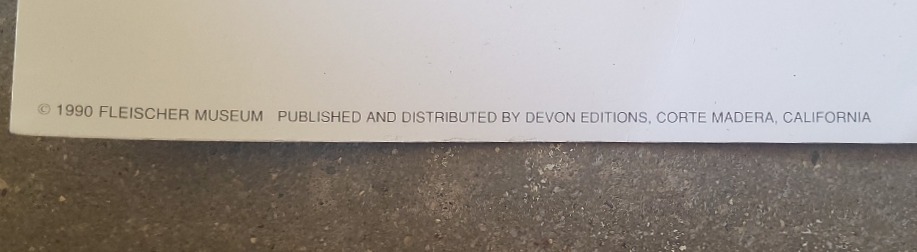 © 1990 FLEISCHER MUSEUM PUBLISHED AND DISTRIBUTED BY DEVON EDITIONS, CORTE MADERA, CALIFORNIA